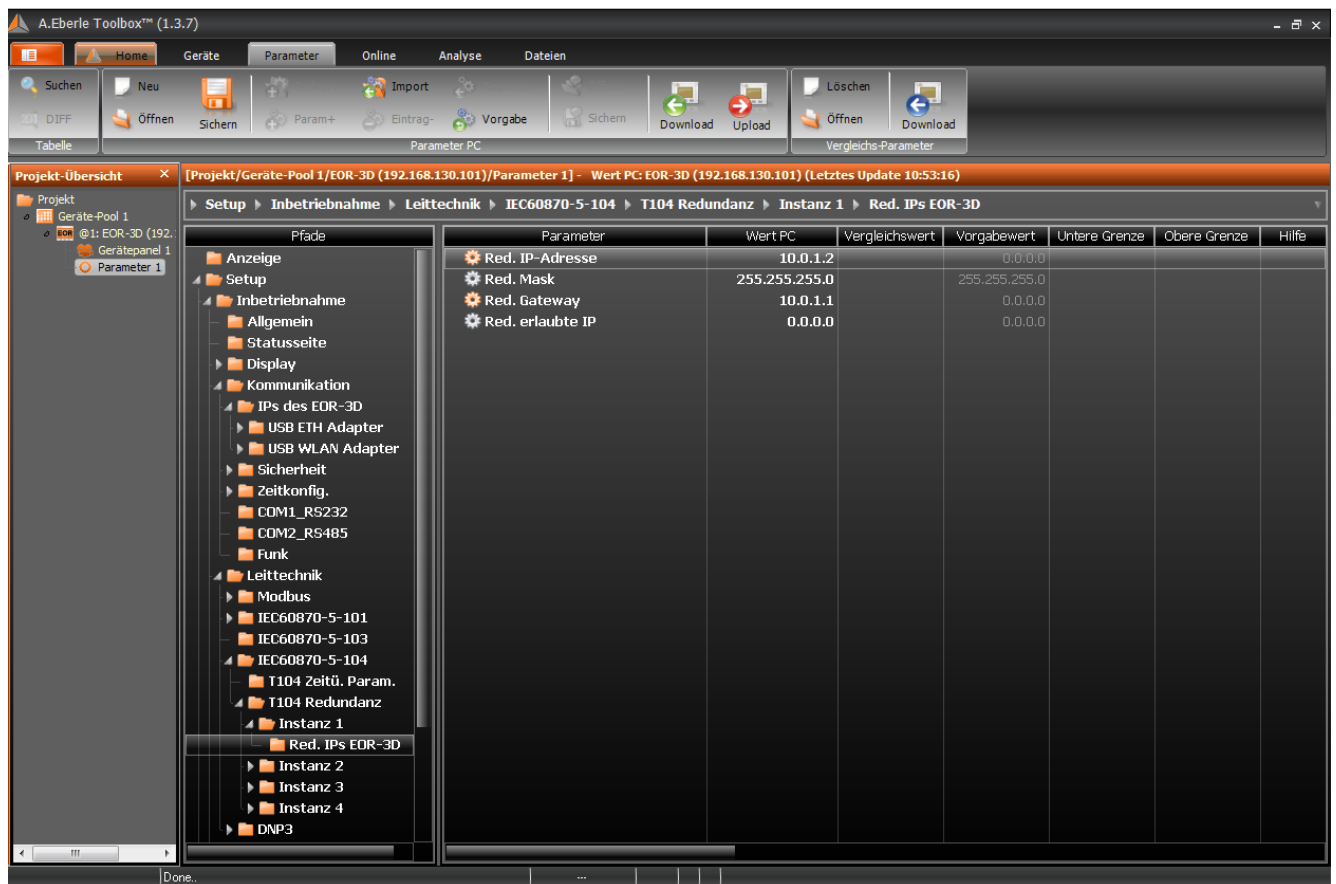 A.Eberle Toolbox™ (1.3.7)
Home Geräte Parameter Online Analyse Dateien
Suchen Neu Import Löschen
DIFF Öffnen Sichern Param+ Eintrag- Vorgabe Sichern Download Upload Öffnen Download
Tabelle Parameter PC Vergleichs-Parameter
Projekt-Übersicht
Projekt
Geräte-Pool 1
@1: EOR-3D (192.
Gerätepanel 1
Parameter 1
[Projekt/Geräte-Pool 1/EOR-3D (192.168.130.101)/Parameter 1] - Wert PC: EOR-3D (192.168.130.101) (Letztes Update 10:53:16)
Setup Inbetriebnahme Leittechnik IEC60870-5-104 T104 Redundanz Instanz 1 Red. IPs EOR-3D
Pfade
Anzeige
Setup
Inbetriebnahme
Allgemein
Statusseite
Display
Kommunikation
IPs des EOR-3D
USB ETH Adapter
USB WLAN Adapter
Sicherheit
Zeitkonfig.
COM1_RS232
COM2_RS485
Funk
Leittechnik
Modbus
IEC60870-5-101
IEC60870-5-103
IEC60870-5-104
T104 Zeitü. Param.
T104 Redundanz
Instanz 1
Red. IPs EOR-3D
Instanz 2
Instanz 3
Instanz 4
DNP3
Parameter Wert PC Vergleichswert Vorgabewert Untere Grenze Obere Grenze Hilfe
Red. IP-Adresse 10.0.1.2 0.0.0.0
Red. Mask 255.255.255.0 255.255.255.0
Red. Gateway 10.0.1.1 0.0.0.0
Red. erlaubte IP 0.0.0.0 0.0.0.0
Done.. ---